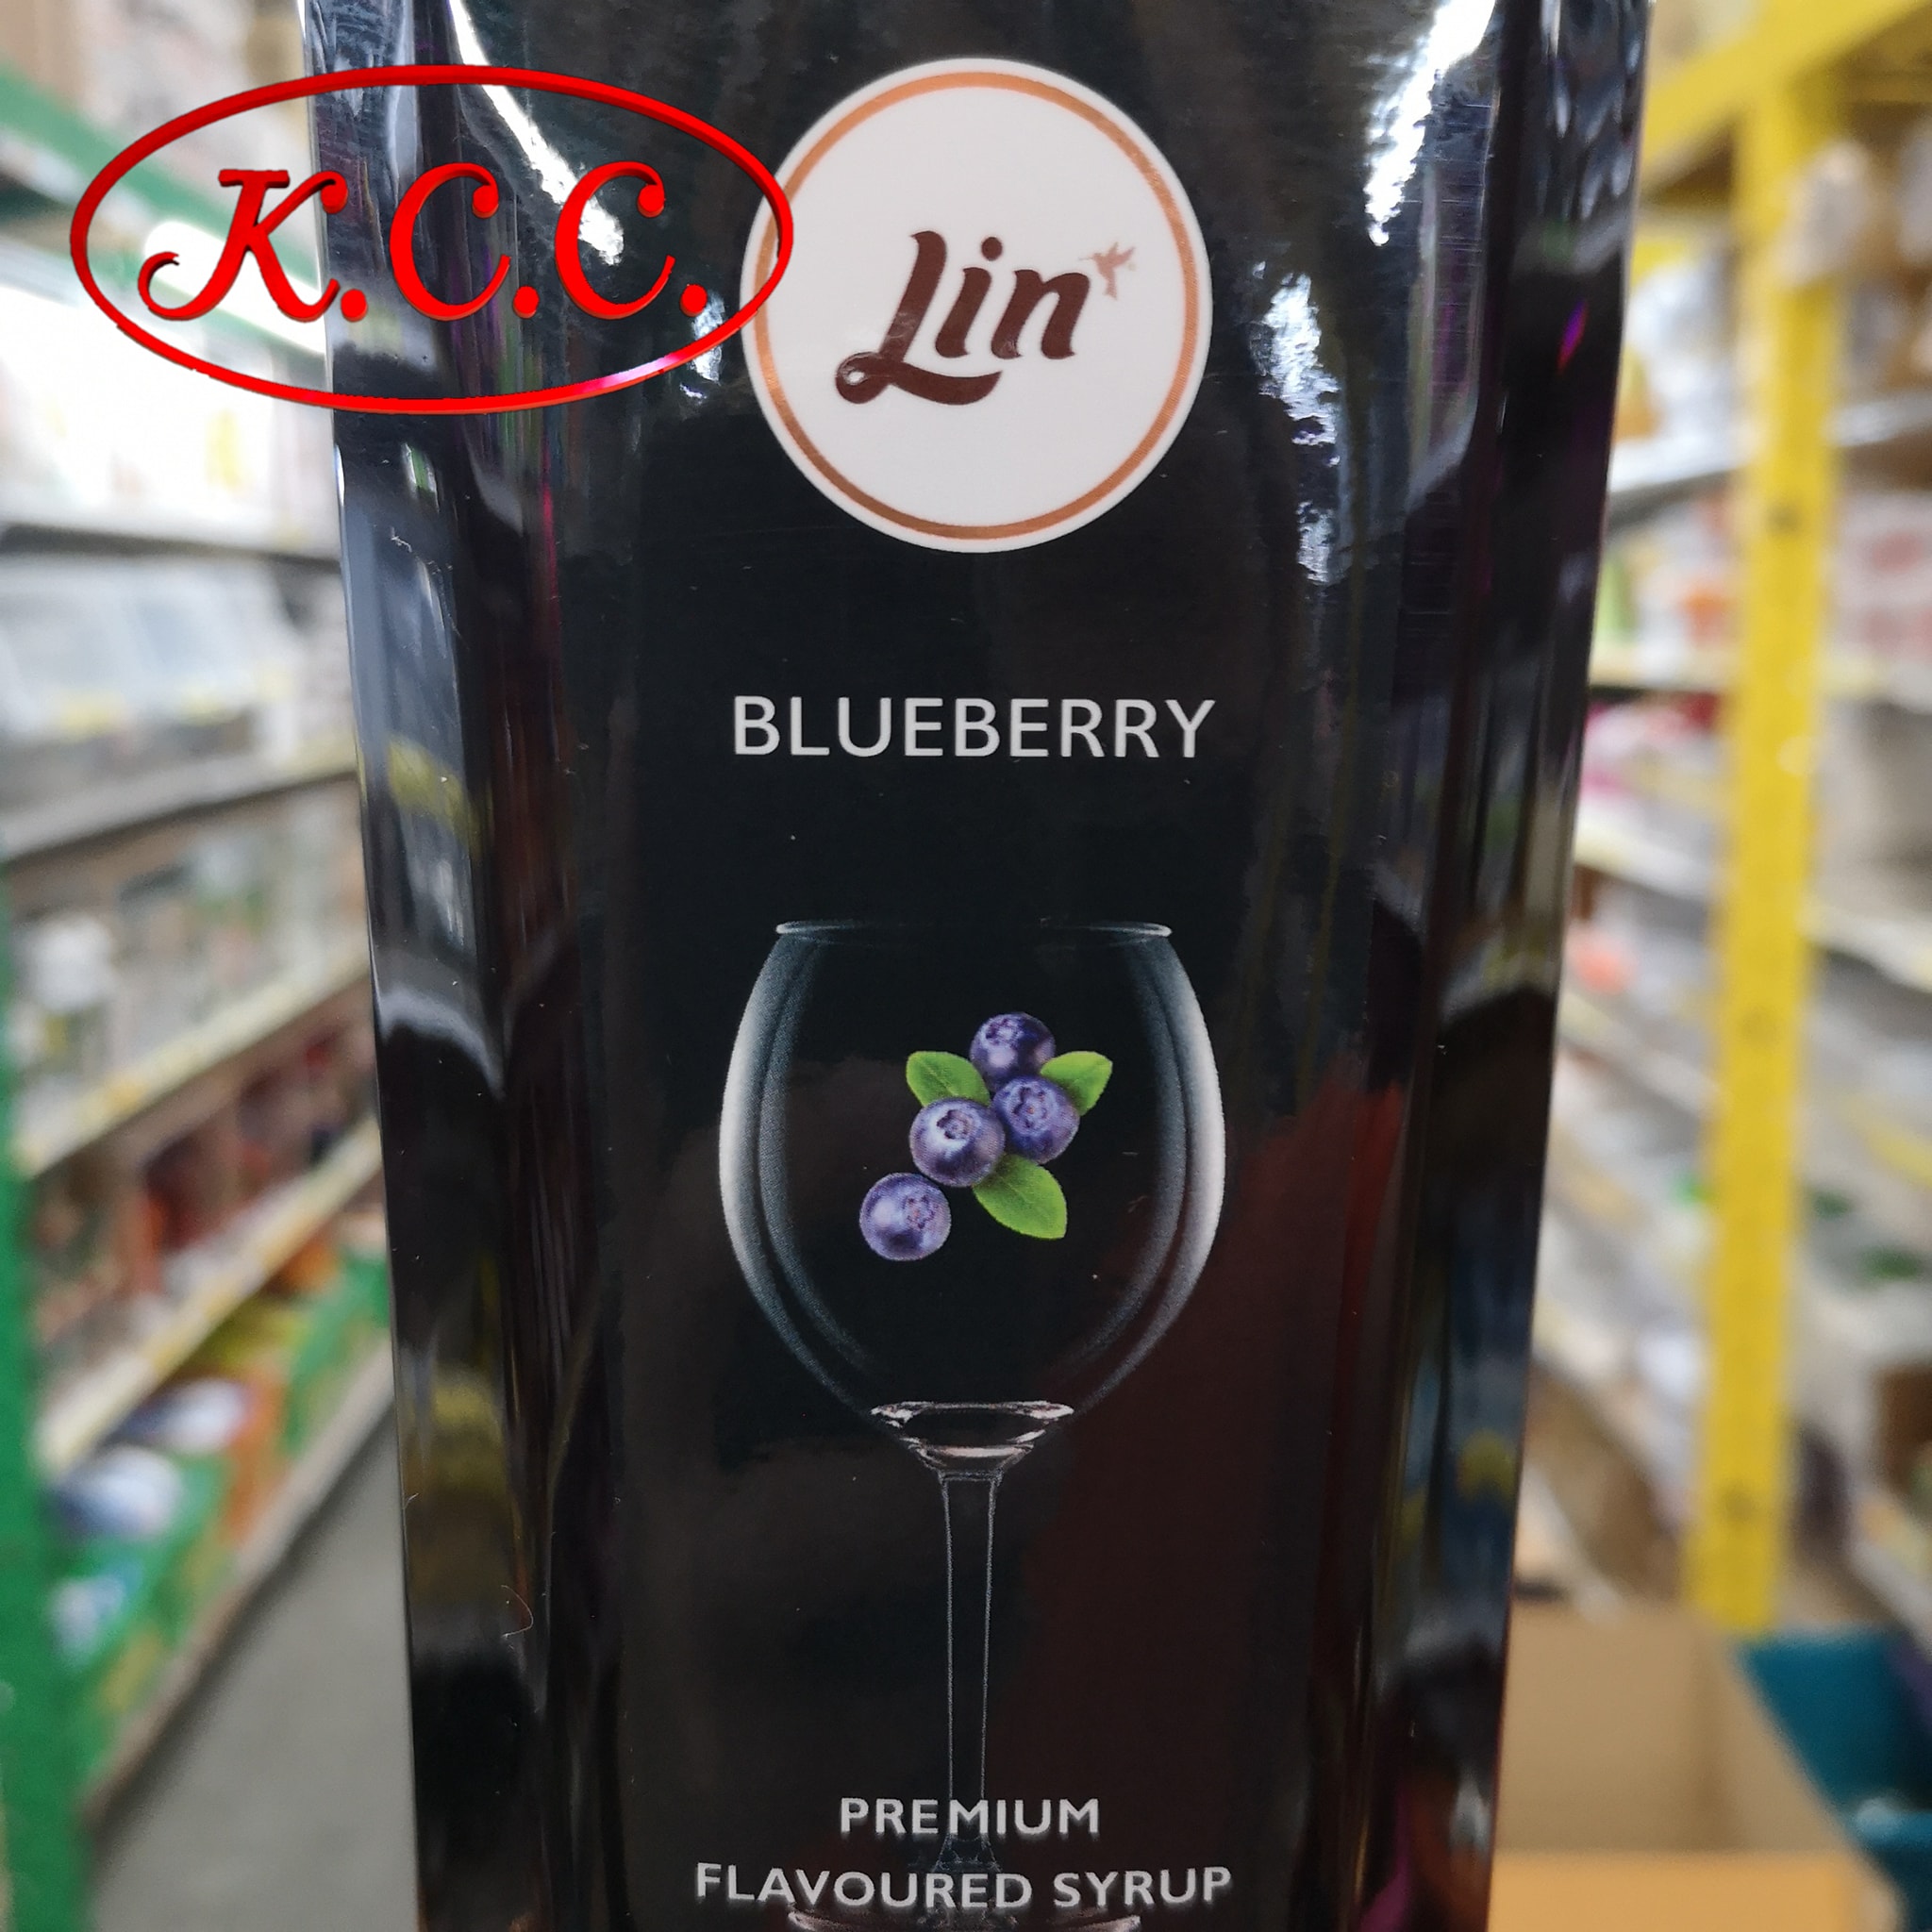 K.C.C.
Lin
BLUEBERRY
PREMIUM
FLAVOURED SYRUP